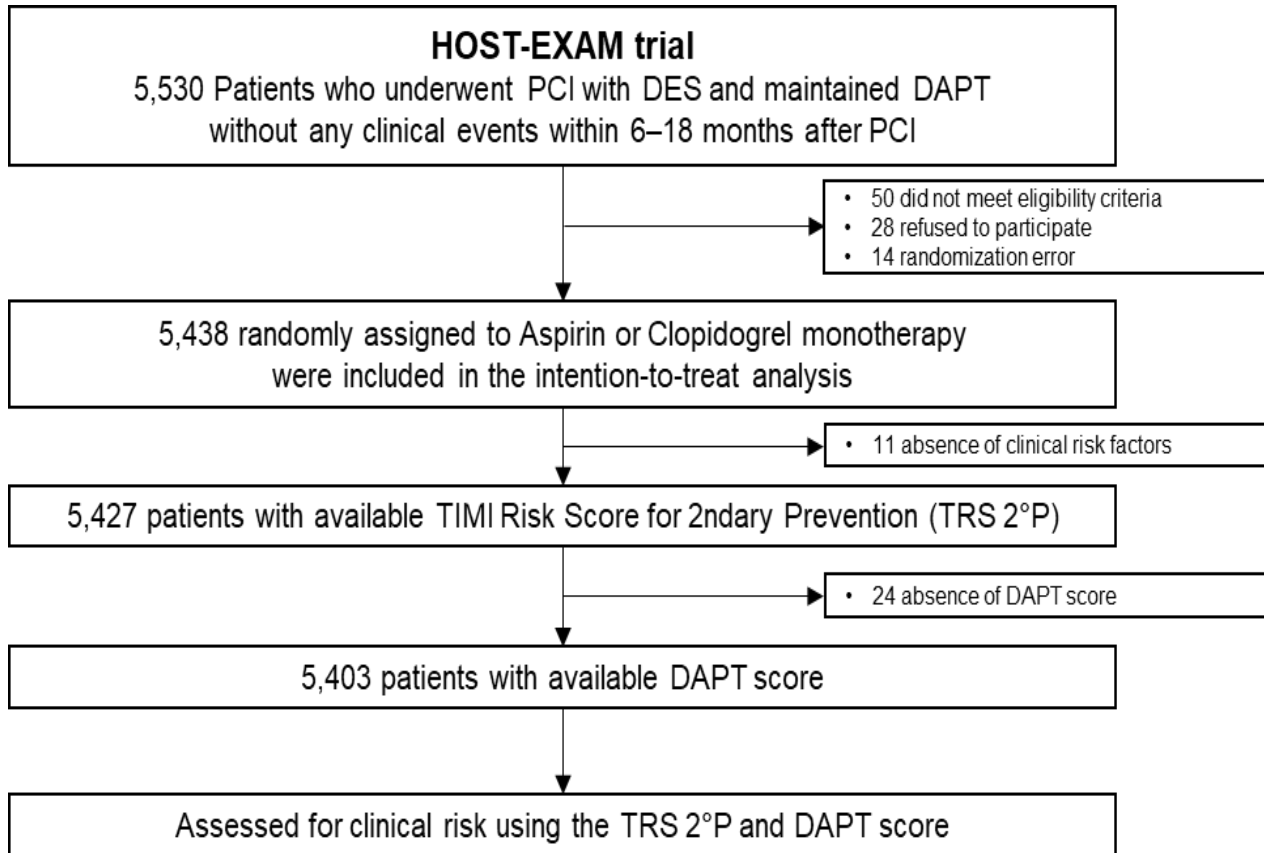 HOST-EXAM trial
5,530 Patients who underwent PCI with DES and maintained DAPT
without any clinical events within 6–18 months after PCI
• 50 did not meet eligibility criteria
• 28 refused to participate
• 14 randomization error
5,438 randomly assigned to Aspirin or Clopidogrel monotherapy
were included in the intention-to-treat analysis
• 11 absence of clinical risk factors
5,427 patients with available TIMI Risk Score for 2ndary Prevention (TRS 2°P)
• 24 absence of DAPT score
5,403 patients with available DAPT score
Assessed for clinical risk using the TRS 2°P and DAPT score